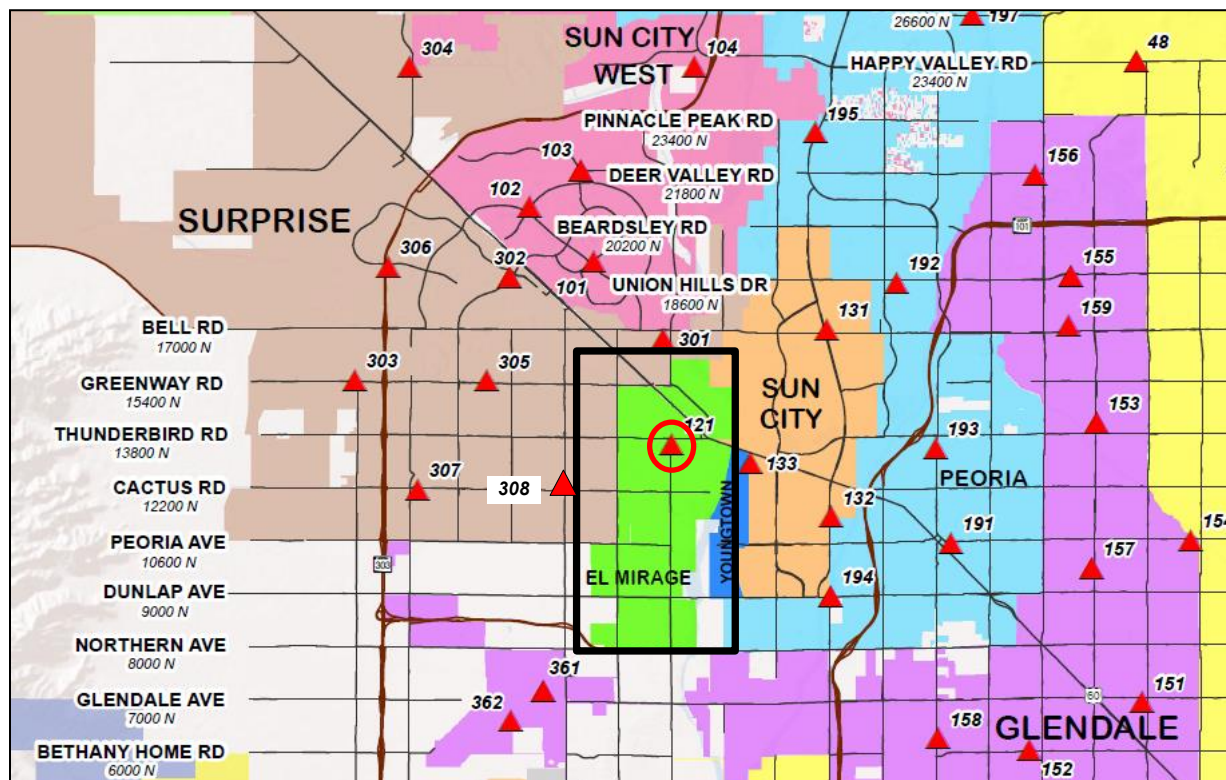 26600 N
197
SUN CITY
WEST
304
104
48
HAPPY VALLEY RD
23400 N
PINNACLE PEAK RD
23400 N
195
103
DEER VALLEY RD
21800 N
156
102
SURPRISE
BEARDSLEY RD
20200 N
101
306
302
101
UNION HILLS DR
18600 N
192
155
BELL RD
17000 N
301
131
159
303
305
GREENWAY RD
15400 N
SUN
CITY
153
THUNDERBIRD RD
13800 N
121
193
133
PEORIA
307
308
CACTUS RD
12200 N
YOUNGTOWN
132
191
154
PEORIA AVE
10600 N
303
157
EL MIRAGE
DUNLAP AVE
9000 N
194
NORTHERN AVE
8000 N
361
GLENDALE AVE
7000 N
60
151
362
158
GLENDALE
BETHANY HOME RD
6000 N
152